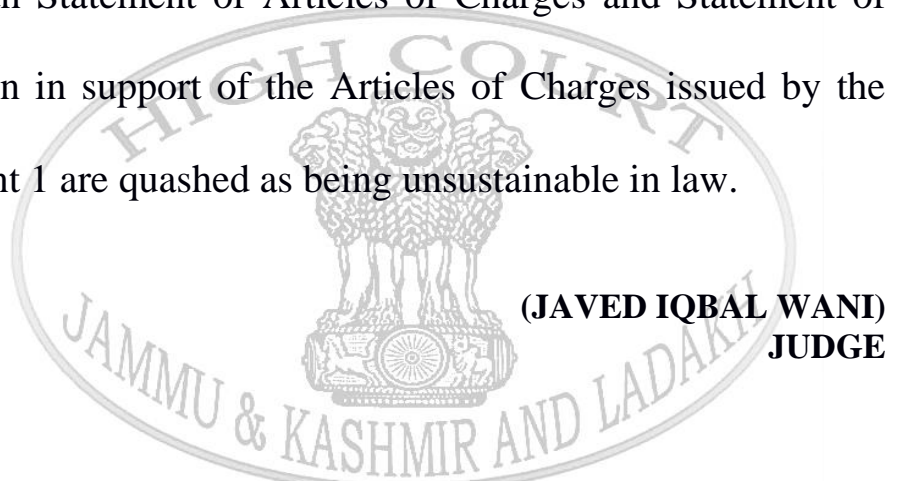 Statement of Articles of Charges and Statement of
n in support of the Articles of Charges issued by the
nt 1 are quashed as being unsustainable in law.
(JAVED IQBAL WANI)
JUDGE
HIGH COURT
JAMMU & KASHMIR AND LADAKH